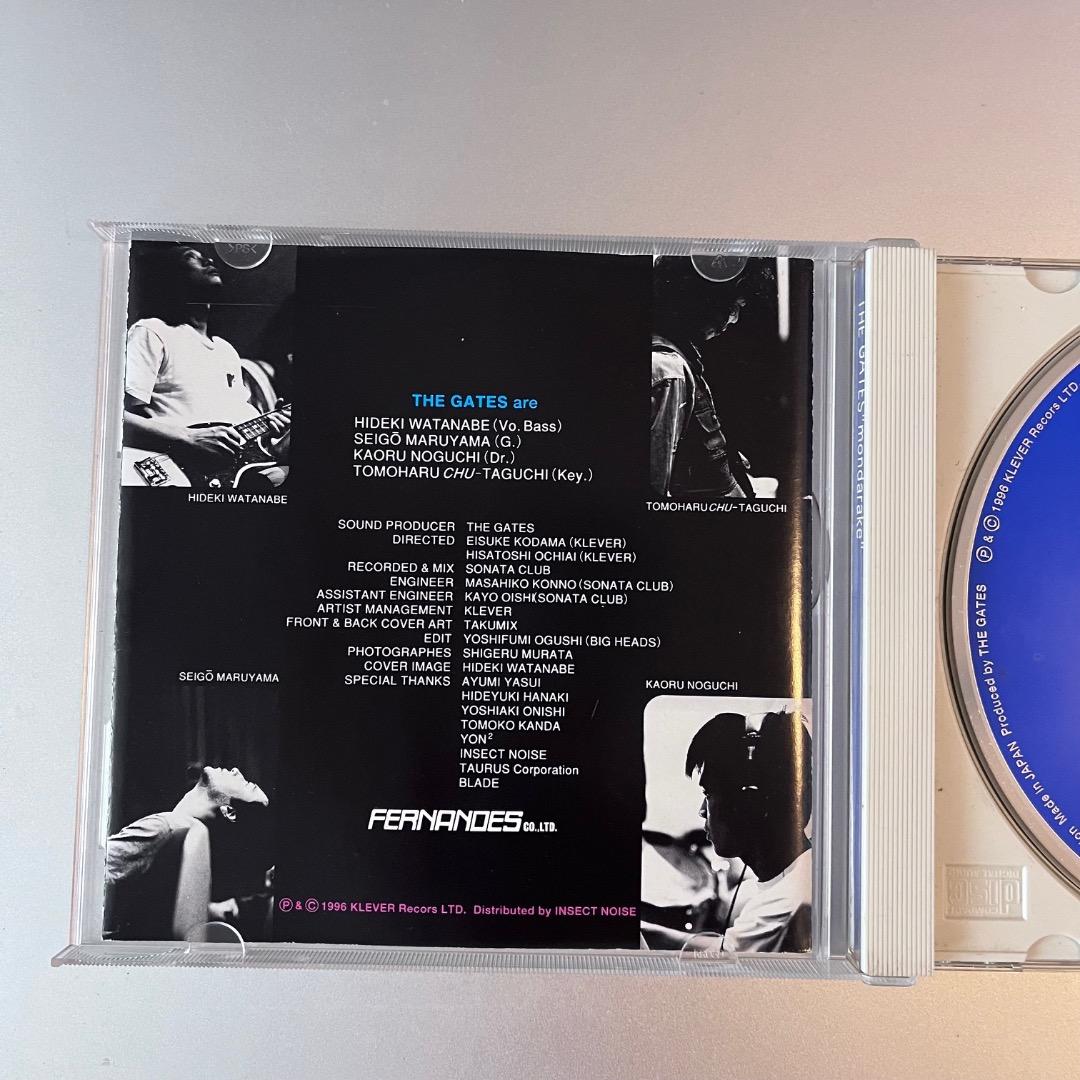 THE GATES are
HIDEKI WATANABE (Vo. Bass)
SEIGŌ MARUYAMA (G.)
KAORU NOGUCHI (Dr.)
TOMOHARU CHU-TAGUCHI (Key.)
HIDEKI WATANABE
TOMOHARU CHU-TAGUCHI
SOUND PRODUCER THE GATES
DIRECTED EISUKE KODAMA (KLEVER)
HISATOSHI OCHIAI (KLEVER)
RECORDED & MIX SONATA CLUB
ENGINEER MASAHIKO KONNO (SONATA CLUB)
ASSISTANT ENGINEER KAYO OISHI(SONATA CLUB)
ARTIST MANAGEMENT KLEVER
FRONT & BACK COVER ART TAKUMIX
EDIT YOSHIFUMI OGUSHI (BIG HEADS)
PHOTOGRAPHES SHIGERU MURATA
COVER IMAGE HIDEKI WATANABE
SPECIAL THANKS AYUMI YASUI
HIDEYUKI HANAKI
YOSHIAKI ONISHI
TOMOKO KANDA
YON²
INSECT NOISE
TAURUS Corporation
BLADE
SEIGŌ MARUYAMA
KAORU NOGUCHI
FERNANDES CO.,LTD.
Ⓟ & Ⓒ 1996 KLEVER Recors LTD. Distributed by INSECT NOISE
THE GATES "mondarake"
Made in JAPAN Produced by THE GATES Ⓟ & Ⓒ 1996 KLEVER Recors LTD
COMPACT
disc
DIGITAL AUDIO